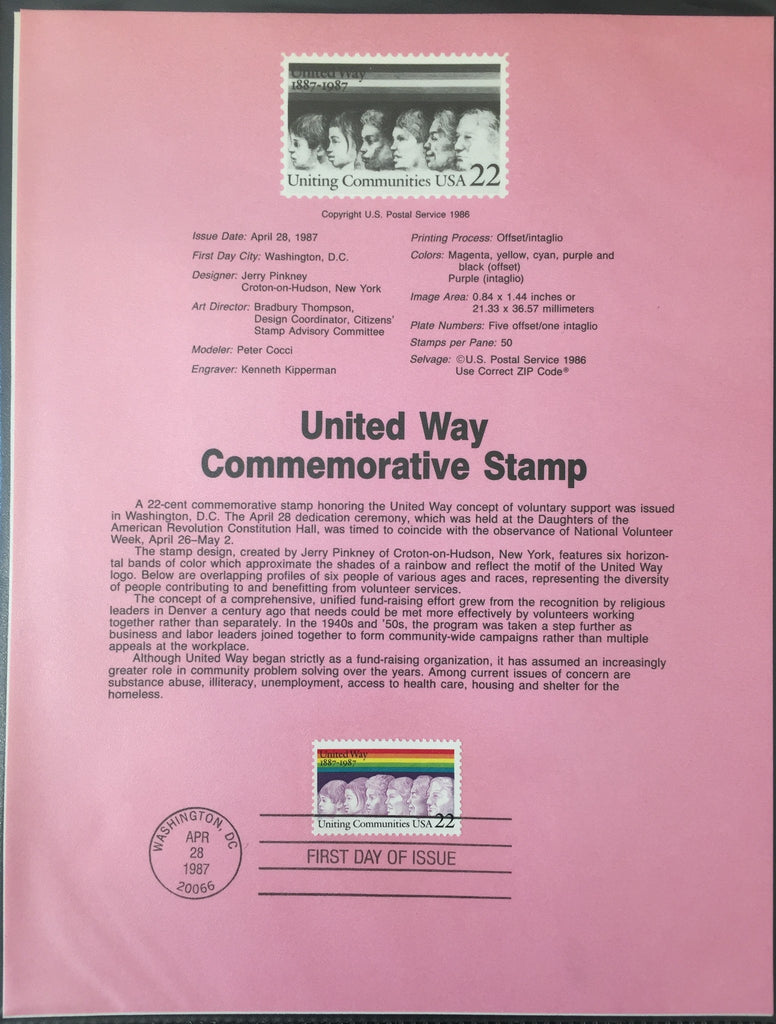 United Way
1887-1987
Uniting Communities USA 22
Copyright U.S. Postal Service 1986
Issue Date: April 28, 1987
First Day City: Washington, D.C.
Designer: Jerry Pinkney
Croton-on-Hudson, New York
Art Director: Bradbury Thompson,
Design Coordinator, Citizens'
Stamp Advisory Committee
Modeler: Peter Cocci
Engraver: Kenneth Kipperman
Printing Process: Offset/intaglio
Colors: Magenta, yellow, cyan, purple and
black (offset)
Purple (intaglio)
Image Area: 0.84 x 1.44 inches or
21.33 x 36.57 millimeters
Plate Numbers: Five offset/one intaglio
Stamps per Pane: 50
Selvage: ©U.S. Postal Service 1986
Use Correct ZIP Code®
United Way
Commemorative Stamp
A 22-cent commemorative stamp honoring the United Way concept of voluntary support was issued
in Washington, D.C. The April 28 dedication ceremony, which was held at the Daughters of the
American Revolution Constitution Hall, was timed to coincide with the observance of National Volunteer
Week, April 26–May 2.
The stamp design, created by Jerry Pinkney of Croton-on-Hudson, New York, features six horizon-
tal bands of color which approximate the shades of a rainbow and reflect the motif of the United Way
logo. Below are overlapping profiles of six people of various ages and races, representing the diversity
of people contributing to and benefitting from volunteer services.
The concept of a comprehensive, unified fund-raising effort grew from the recognition by religious
leaders in Denver a century ago that needs could be met more effectively by volunteers working
together rather than separately. In the 1940s and '50s, the program was taken a step further as
business and labor leaders joined together to form community-wide campaigns rather than multiple
appeals at the workplace.
Although United Way began strictly as a fund-raising organization, it has assumed an increasingly
greater role in community problem solving over the years. Among current issues of concern are
substance abuse, illiteracy, unemployment, access to health care, housing and shelter for the
homeless.
United Way
1887-1987
Uniting Communities USA 22
WASHINGTON, DC
APR
28
1987
20066
FIRST DAY OF ISSUE